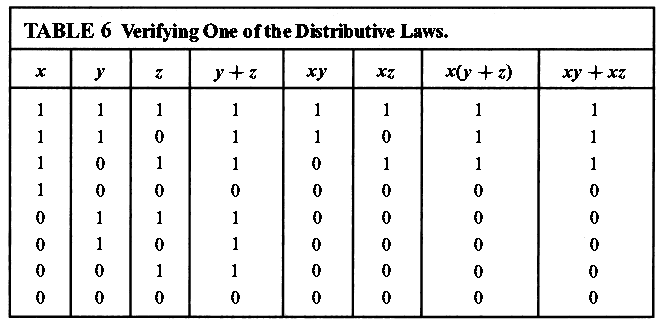 TABLE 6 Verifying One of the Distributive Laws.
x y z y + z xy xz x(y + z) xy + xz
1 1 1 1 1 1 1 1
1 1 0 1 1 0 1 1
1 0 1 1 0 1 1 1
1 0 0 0 0 0 0 0
0 1 1 1 0 0 0 0
0 1 0 1 0 0 0 0
0 0 1 1 0 0 0 0
0 0 0 0 0 0 0 0